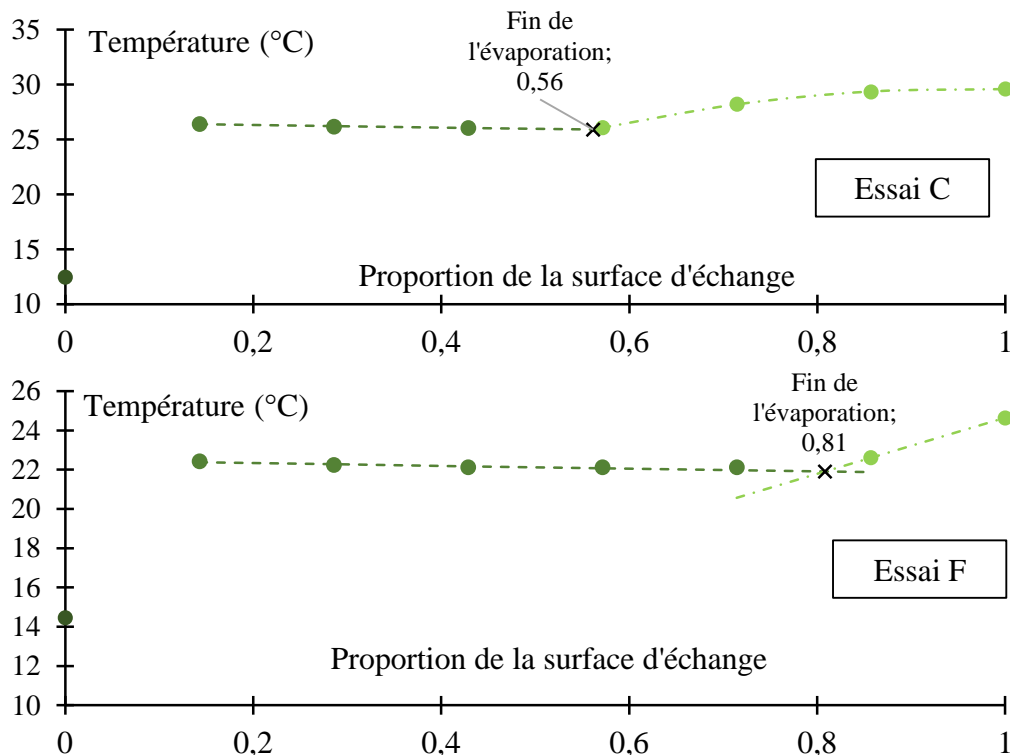 Fin de
l'évaporation;
0,56
Température (°C)
35
30
25
20
15
10
Essai C
Proportion de la surface d'échange
0
0,2
0,4
0,6
0,8
1
Fin de
l'évaporation;
0,81
Température (°C)
26
24
22
20
18
16
14
12
10
Essai F
Proportion de la surface d'échange
0
0,2
0,4
0,6
0,8
1